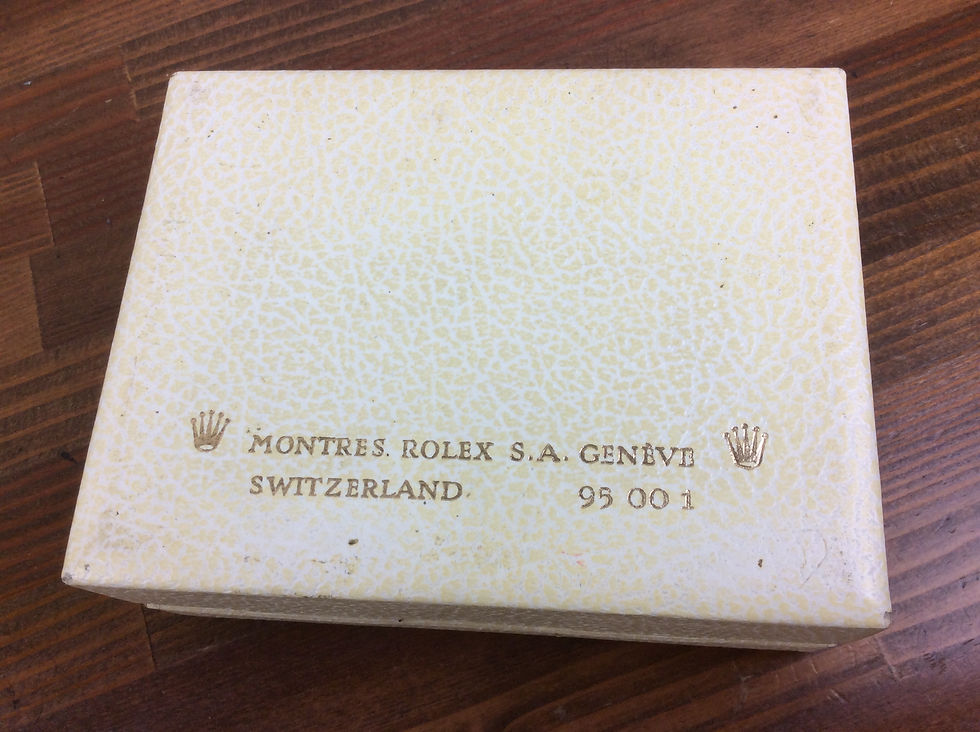 MONTRES. ROLEX S.A. GENÈVE
SWITZERLAND. 95 00 1